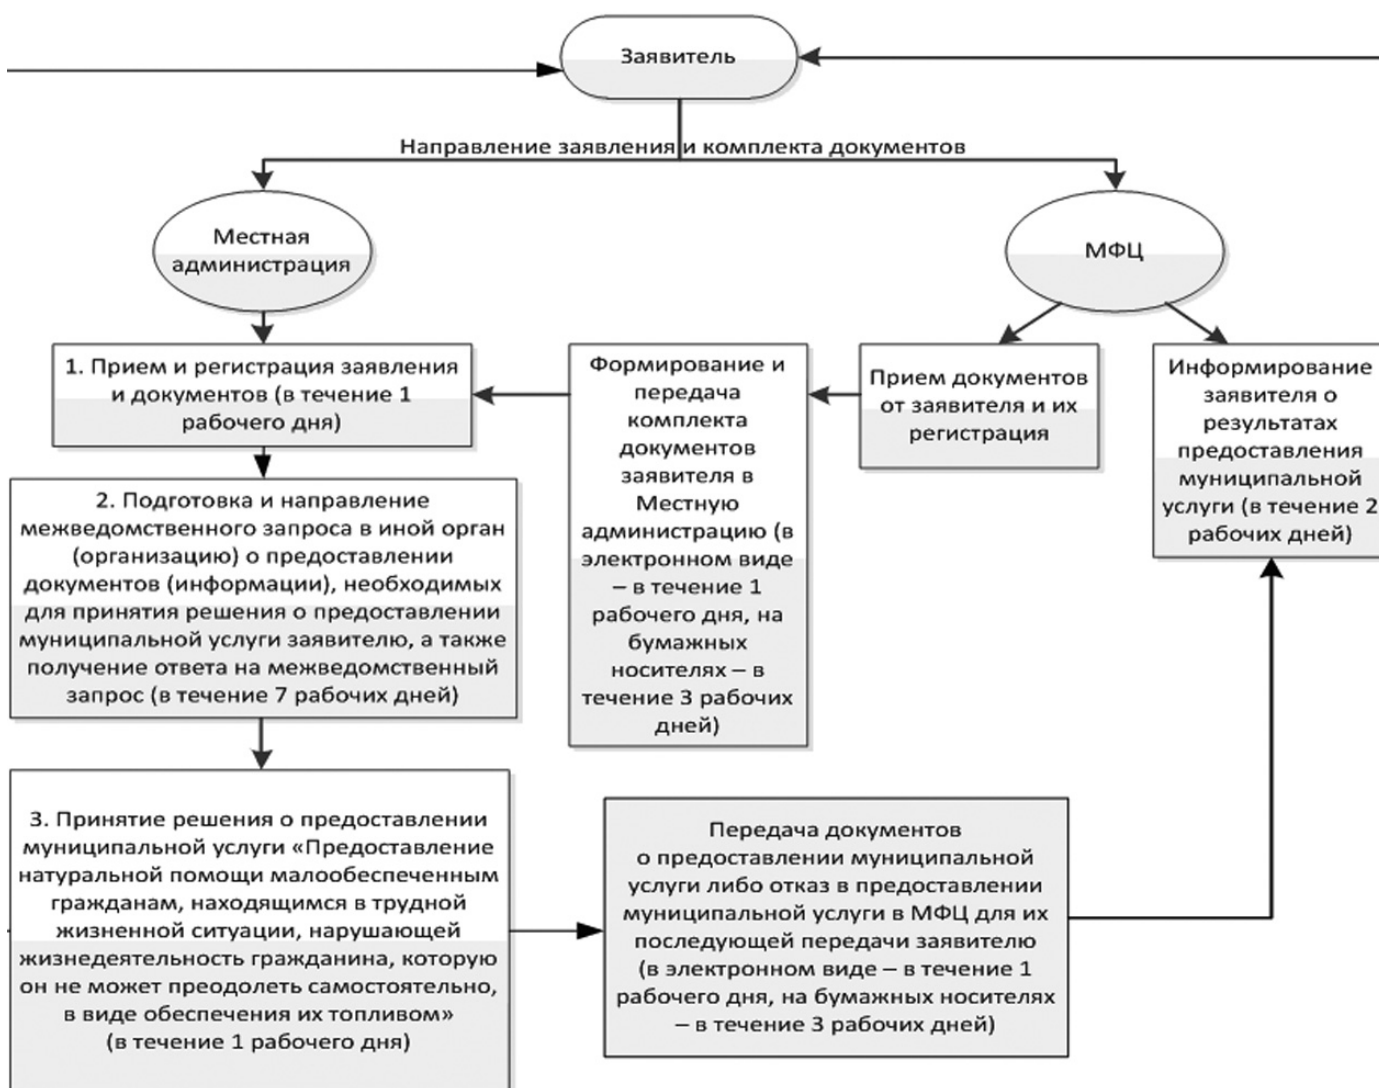 Заявитель
Направление заявления и комплекта документов
Местная
администрация
МФЦ
1. Прием и регистрация заявления
и документов (в течение 1
рабочего дня)
Формирование и
передача
комплекта
документов
заявителя в
Местную
администрацию (в
электронном виде
– в течение 1
рабочего дня, на
бумажных
носителях – в
течение 3 рабочих
дней)
Прием документов
от заявителя и их
регистрация
Информирование
заявителя о
результатах
предоставления
муниципальной
услуги (в течение 2
рабочих дней)
2. Подготовка и направление
межведомственного запроса в иной орган
(организацию) о предоставлении
документов (информации), необходимых
для принятия решения о предоставлении
муниципальной услуги заявителю, а также
получение ответа на межведомственный
запрос (в течение 7 рабочих дней)
3. Принятие решения о предоставлении
муниципальной услуги «Предоставление
натуральной помощи малообеспеченным
гражданам, находящимся в трудной
жизненной ситуации, нарушающей
жизнедеятельность гражданина, которую
он не может преодолеть самостоятельно,
в виде обеспечения их топливом»
(в течение 1 рабочего дня)
Передача документов
о предоставлении муниципальной
услуги либо отказ в предоставлении
муниципальной услуги в МФЦ для их
последующей передачи заявителю
(в электронном виде – в течение 1
рабочего дня, на бумажных носителях
– в течение 3 рабочих дней)